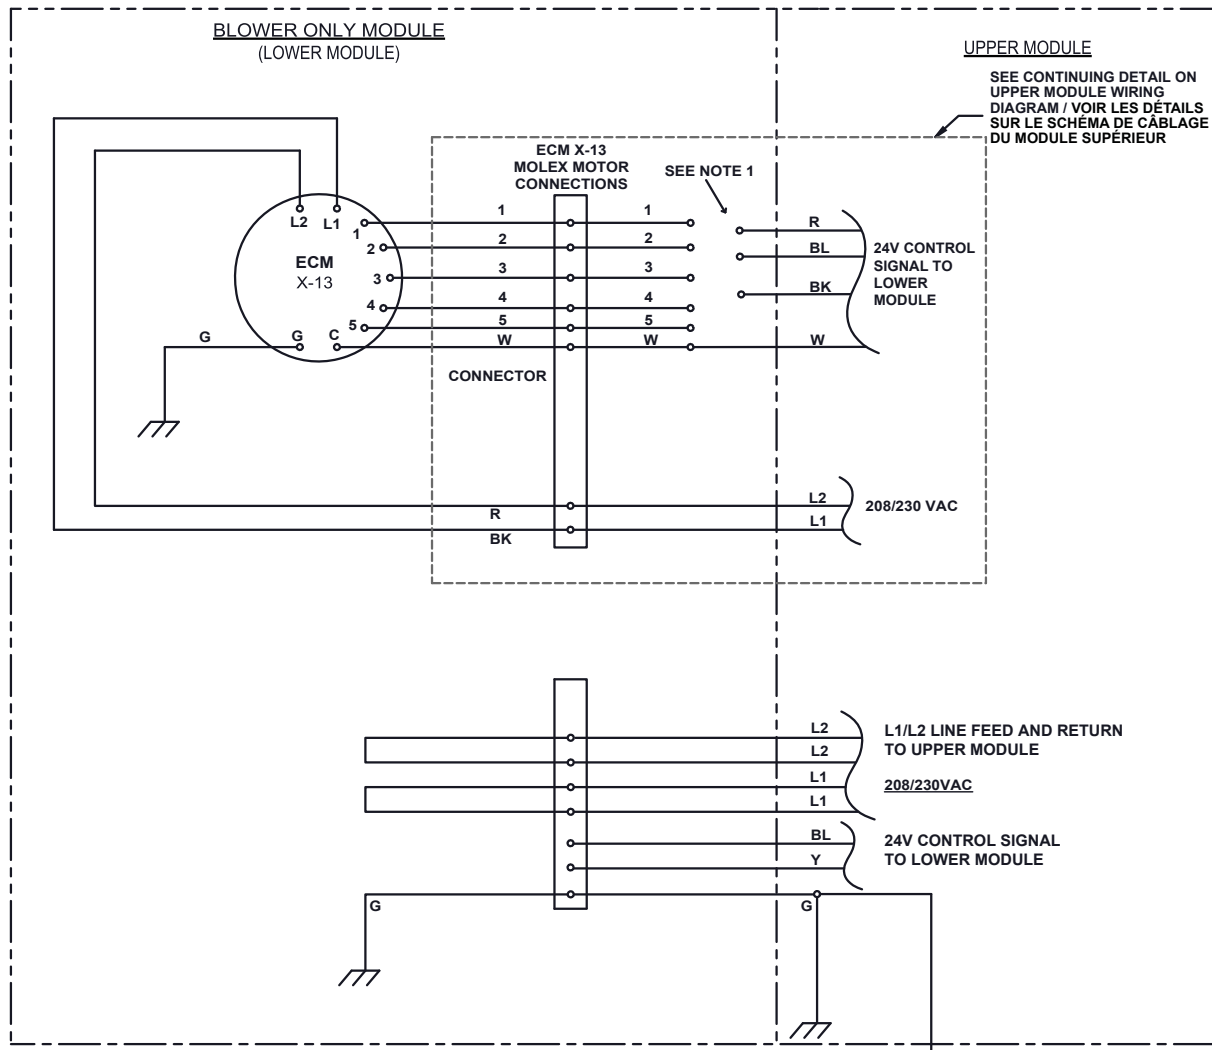 BLOWER ONLY MODULE
(LOWER MODULE)
UPPER MODULE
SEE CONTINUING DETAIL ON
UPPER MODULE WIRING
DIAGRAM / VOIR LES DÉTAILS
SUR LE SCHÉMA DE CÂBLAGE
DU MODULE SUPÉRIEUR
ECM X-13
MOLEX MOTOR
CONNECTIONS
SEE NOTE 1
L2 L1
1 1 1
2 2 2
3 3 3
4 4 4
5 5 5
ECM
X-13
G G C W W W
R
BL
BK
24V CONTROL
SIGNAL TO
LOWER
MODULE
CONNECTOR
R L2
BK L1
208/230 VAC
L2
L2
L1
L1
L1/L2 LINE FEED AND RETURN
TO UPPER MODULE
208/230VAC
BL
Y
24V CONTROL SIGNAL
TO LOWER MODULE
G G